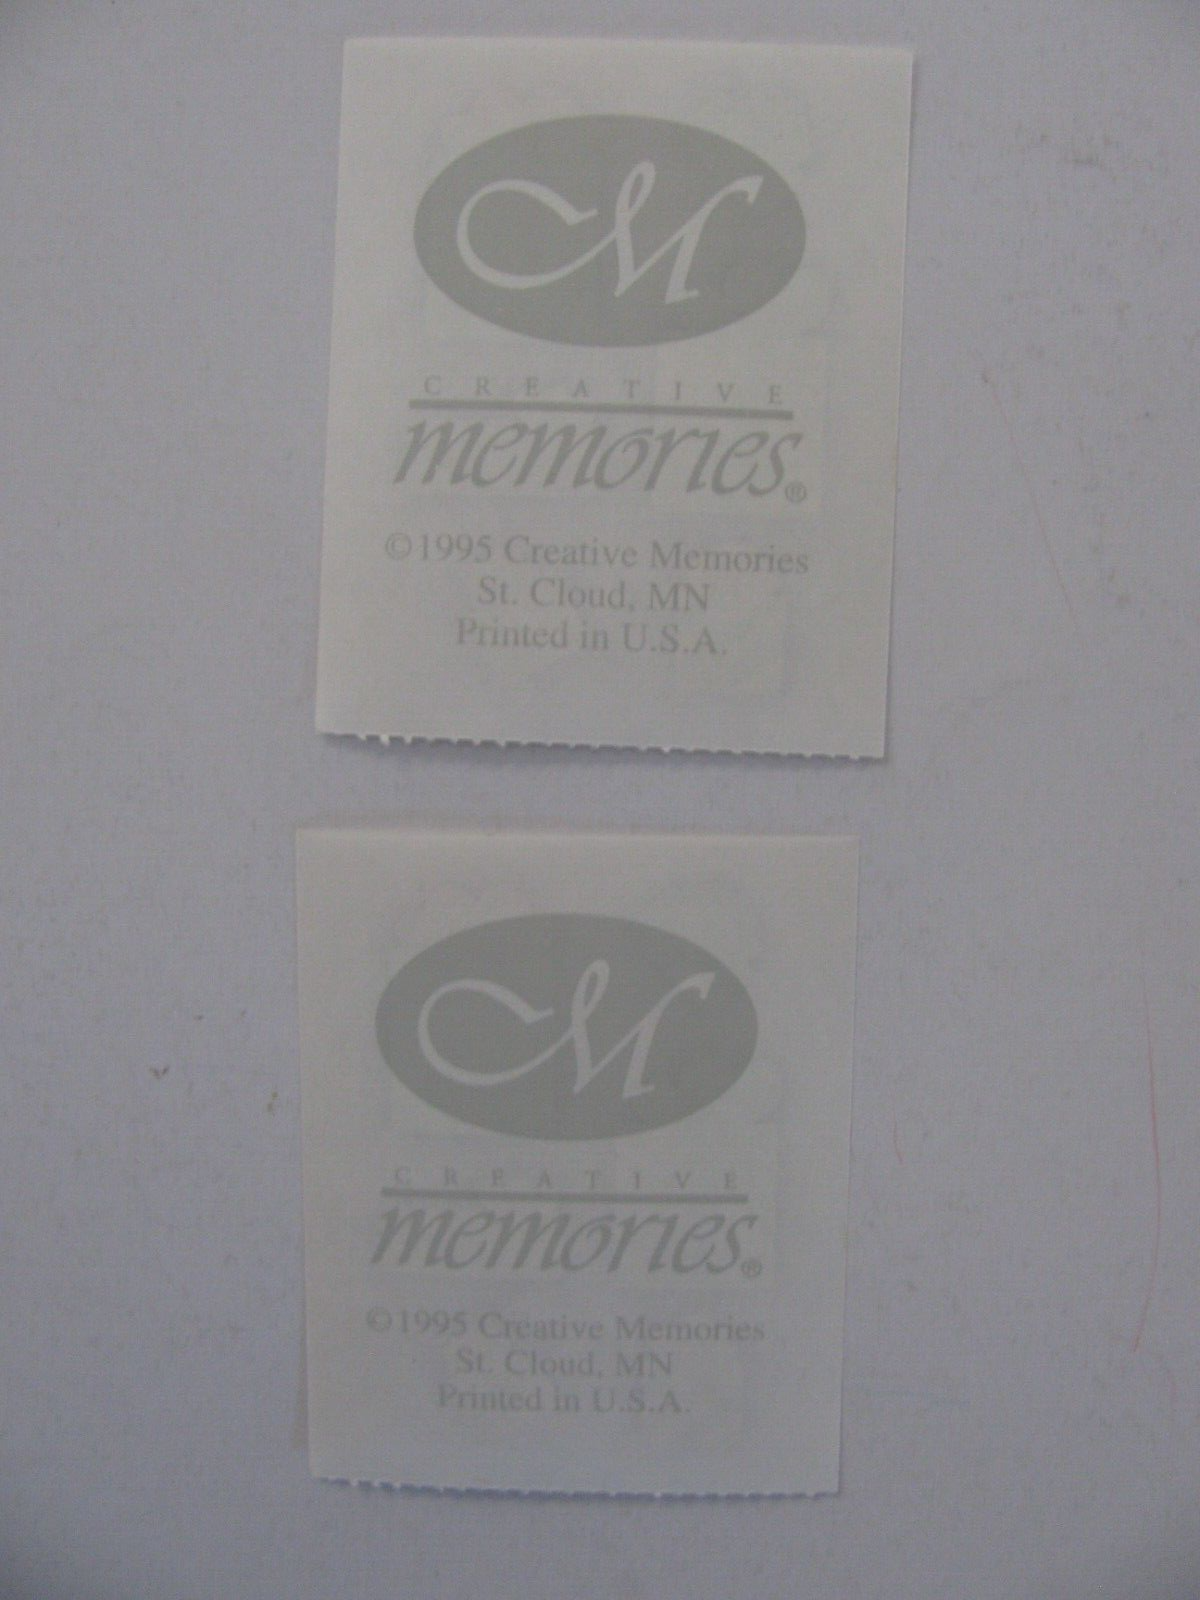 M
CREATIVE
memories®
©1995 Creative Memories
St. Cloud, MN
Printed in U.S.A.
M
CREATIVE
memories®
©1995 Creative Memories
St. Cloud, MN
Printed in U.S.A.